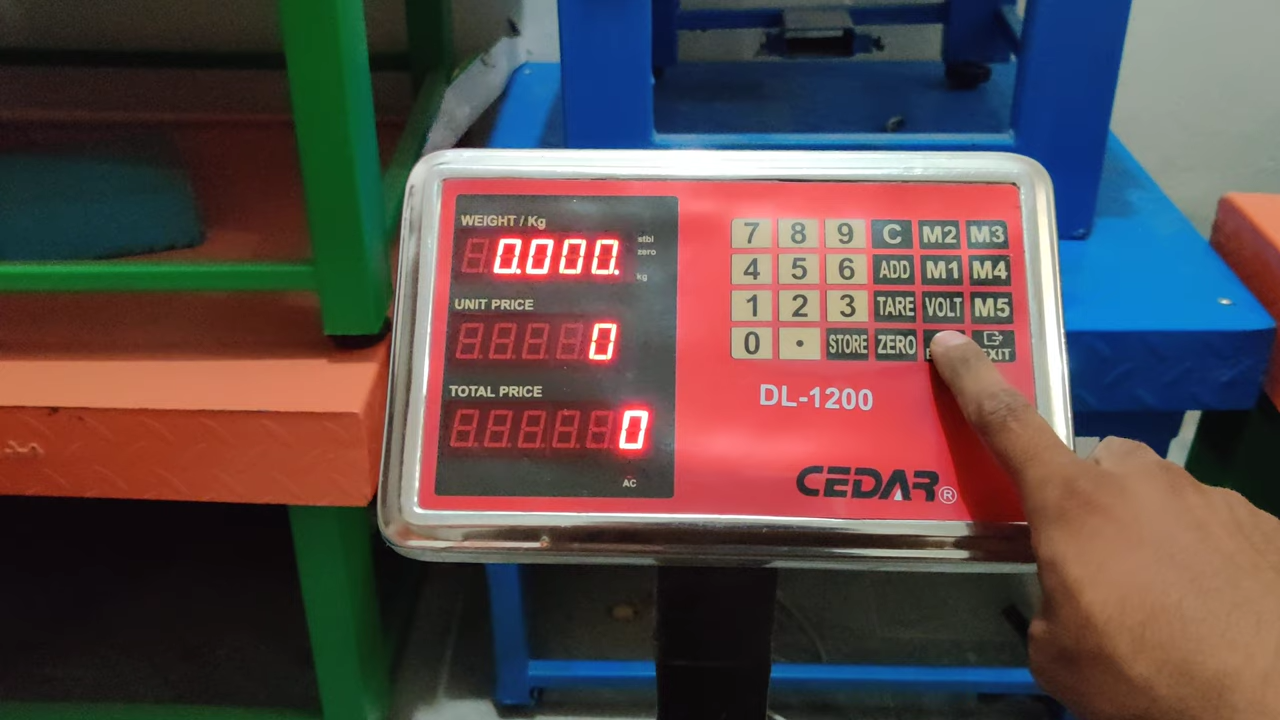 WEIGHT / Kg
0.000.
stbl
zero
kg
UNIT PRICE
0
TOTAL PRICE
0
AC
7 8 9 C M2 M3
4 5 6 ADD M1 M4
1 2 3 TARE VOLT M5
0 . STORE ZERO EXIT
DL-1200
CEDAR®